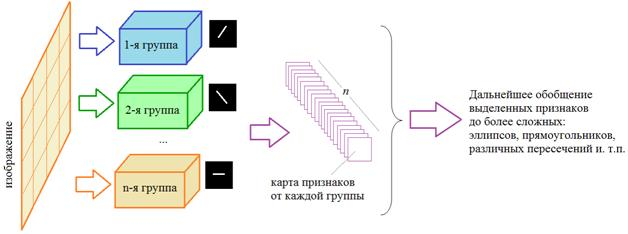 изображение
1-я группа
2-я группа
...
n-я группа
n
карта признаков
от каждой группы
Дальнейшее обобщение
выделенных признаков
до более сложных:
эллипсов, прямоугольников,
различных пересечений и. т.п.